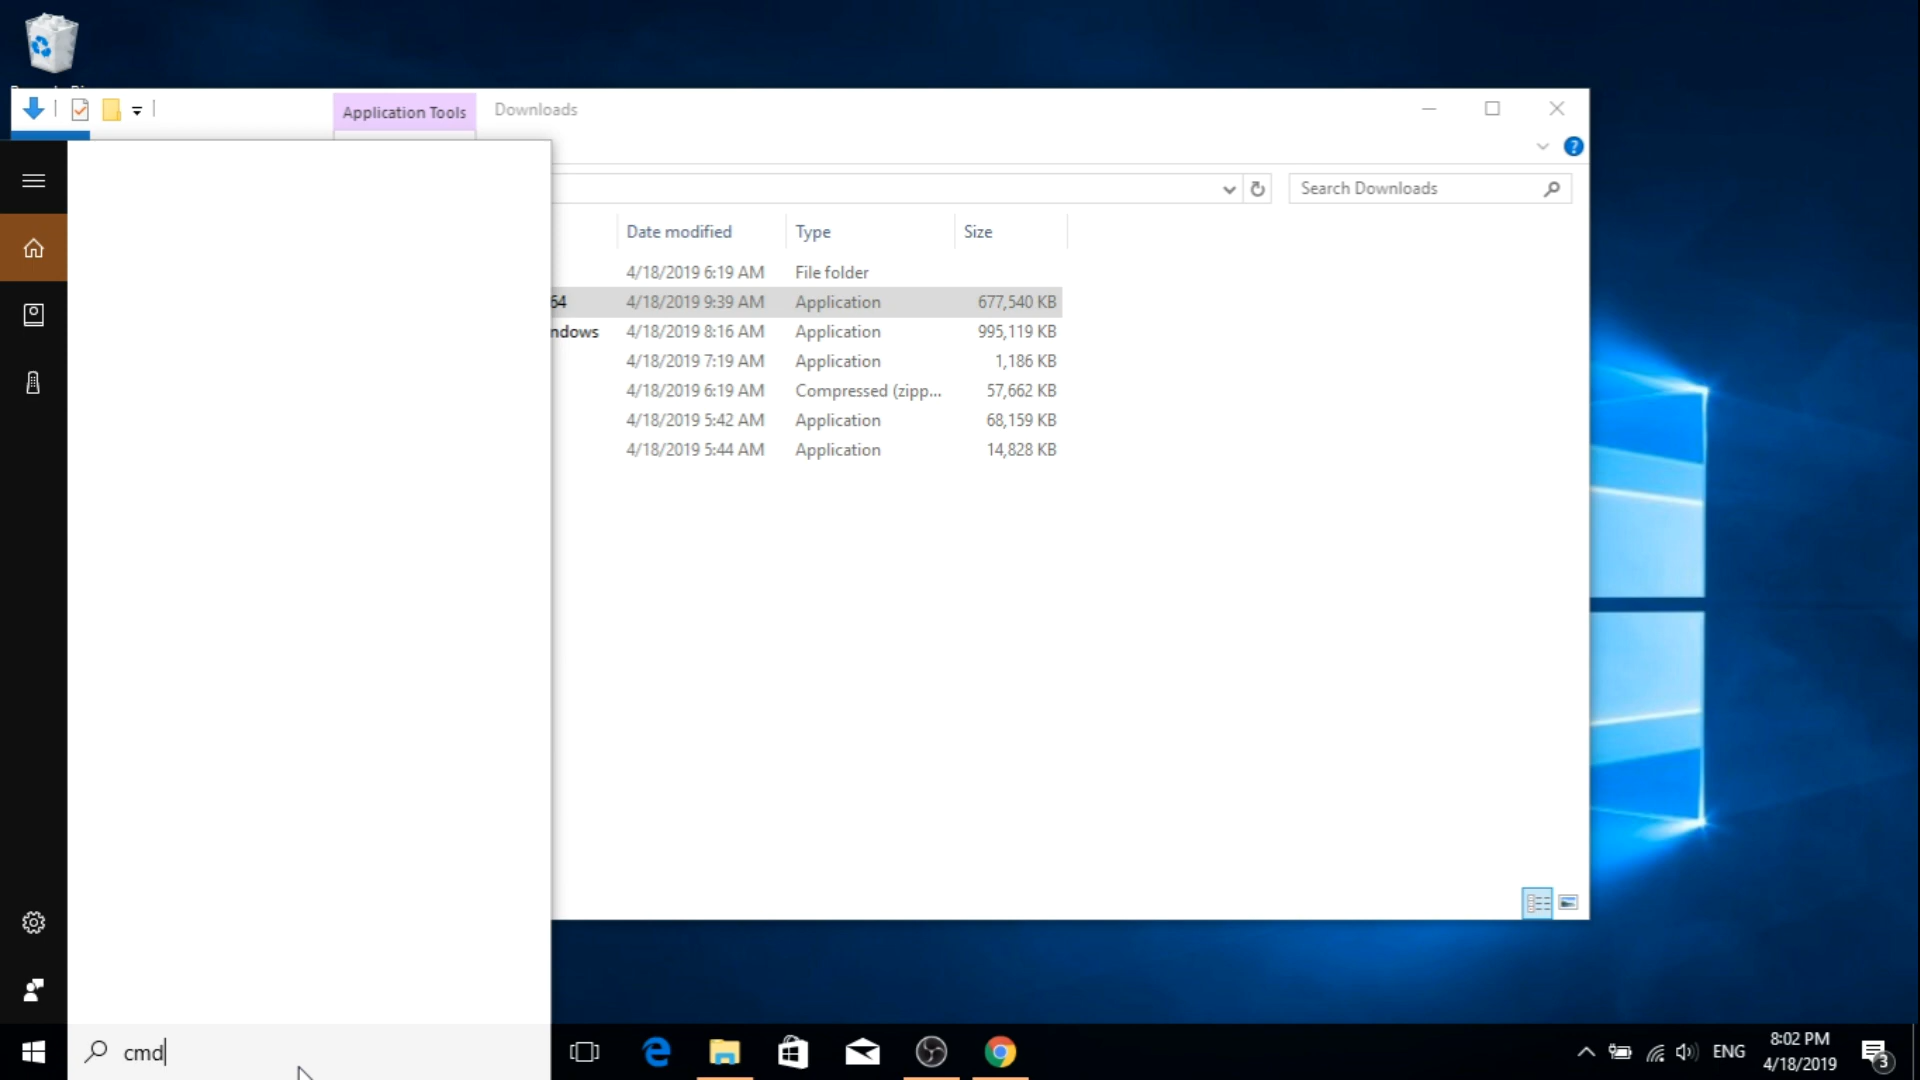 Application Tools
Downloads
?
Search Downloads
Date modified
Type
Size
4/18/2019 6:19 AM
File folder
64
4/18/2019 9:39 AM
Application
677,540 KB
ndows
4/18/2019 8:16 AM
Application
995,119 KB
4/18/2019 7:19 AM
Application
1,186 KB
4/18/2019 6:19 AM
Compressed (zipp...
57,662 KB
4/18/2019 5:42 AM
Application
68,159 KB
4/18/2019 5:44 AM
Application
14,828 KB
cmd
ENG
8:02 PM
4/18/2019
3